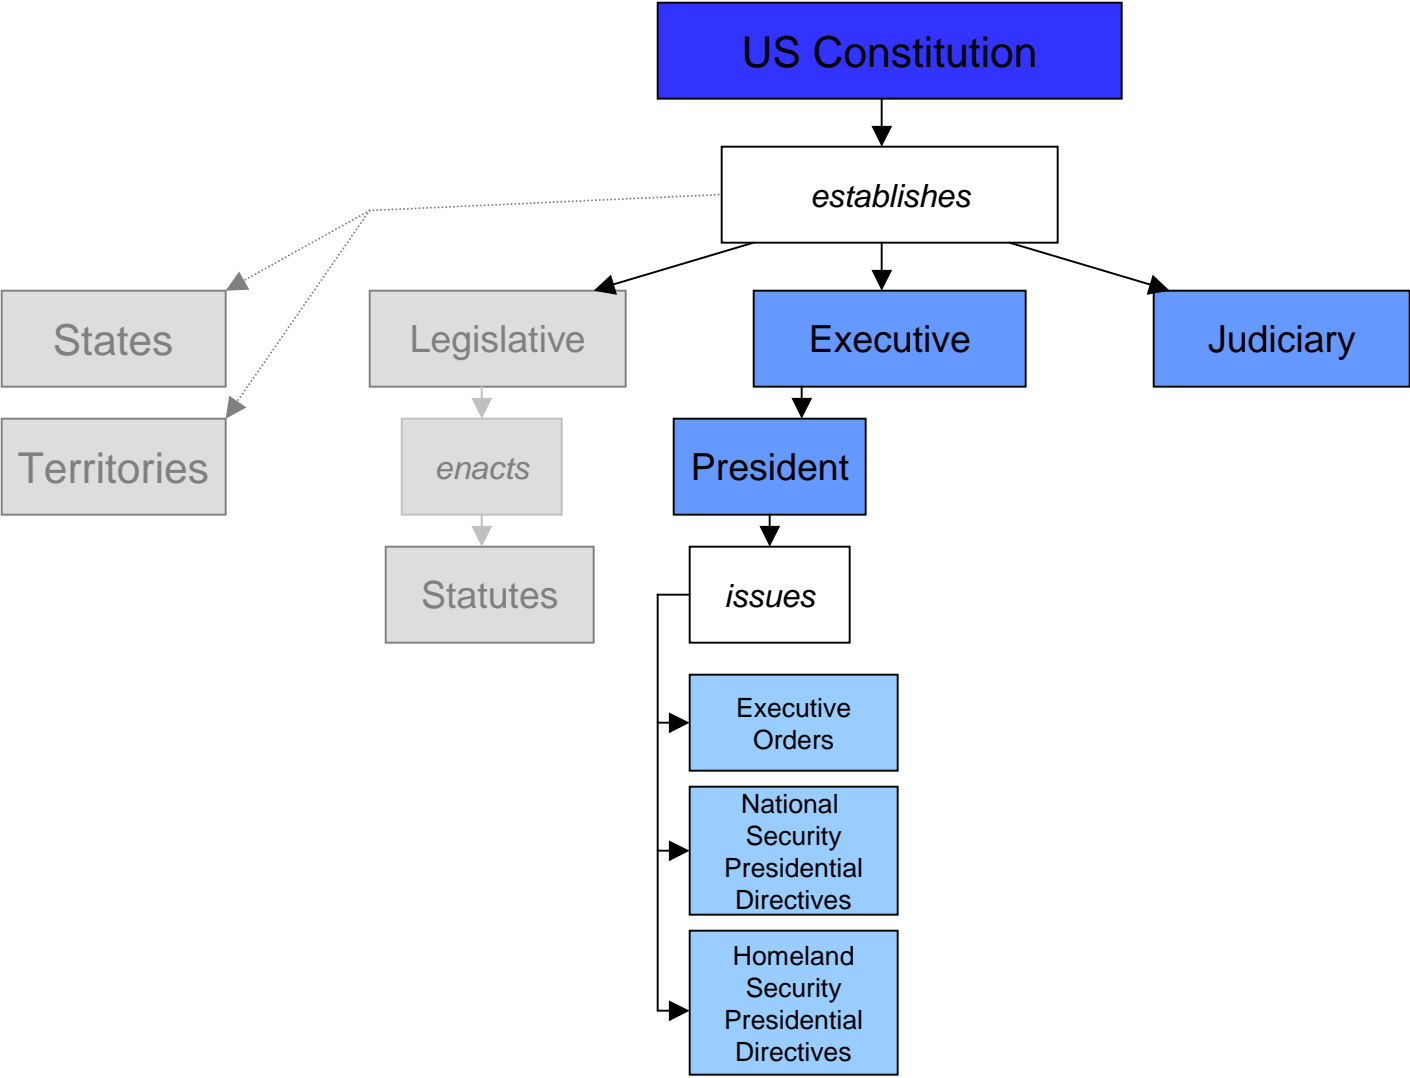 US Constitution
establishes
States
Legislative
Executive
Judiciary
Territories
enacts
President
Statutes
issues
Executive
Orders
National
Security
Presidential
Directives
Homeland
Security
Presidential
Directives